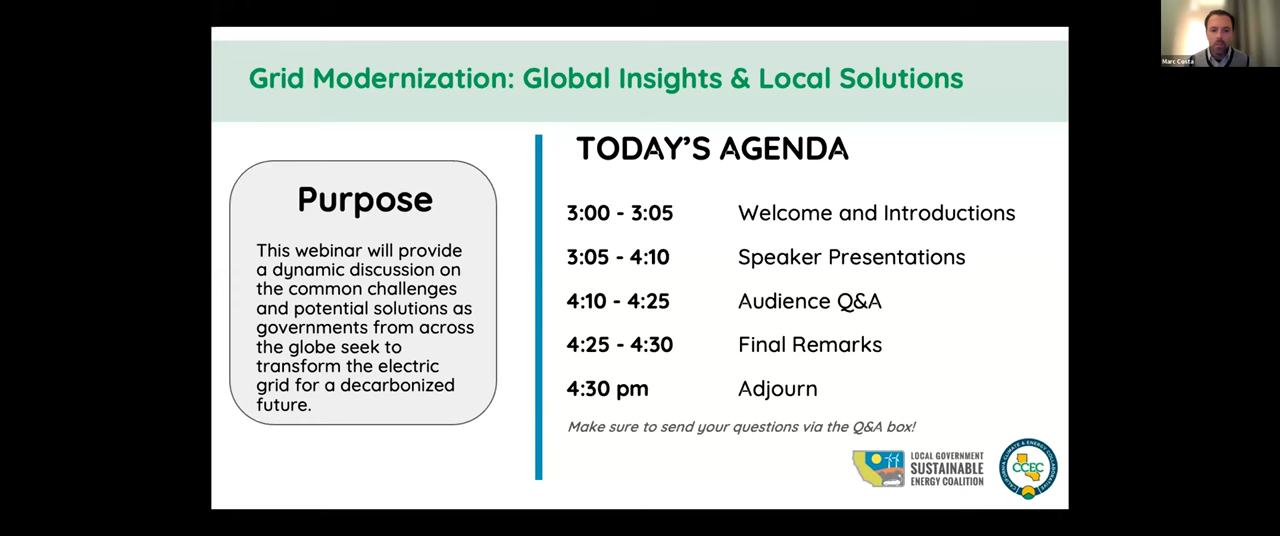 Marc Costa
Grid Modernization: Global Insights & Local Solutions
Purpose
This webinar will provide
a dynamic discussion on
the common challenges
and potential solutions as
governments from across
the globe seek to
transform the electric
grid for a decarbonized
future.
TODAY'S AGENDA
3:00 - 3:05 Welcome and Introductions
3:05 - 4:10 Speaker Presentations
4:10 - 4:25 Audience Q&A
4:25 - 4:30 Final Remarks
4:30 pm Adjourn
Make sure to send your questions via the Q&A box!
LOCAL GOVERNMENT
SUSTAINABLE
ENERGY COALITION
CALIFORNIA CLIMATE & ENERGY COLLABORATIVE
CCEC